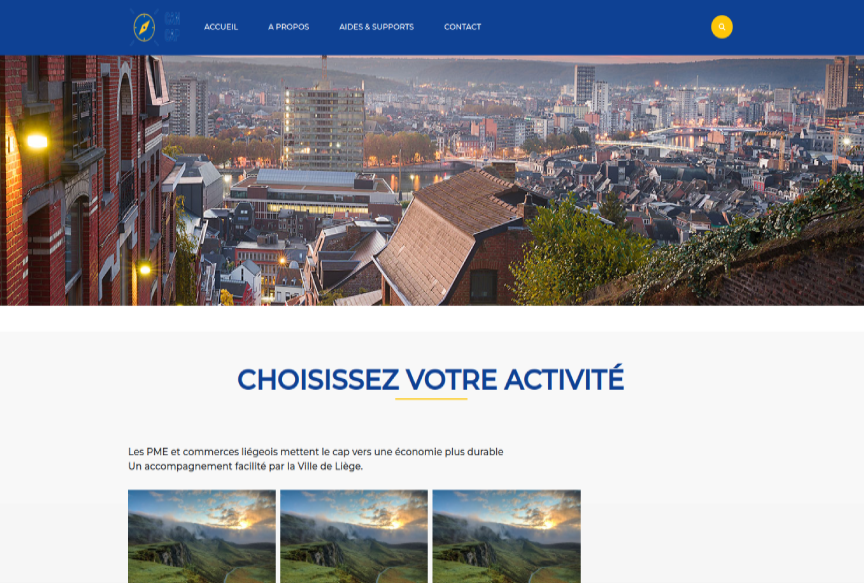 ACCUEIL
A PROPOS
AIDES & SUPPORTS
CONTACT
CHOISISSEZ VOTRE ACTIVITÉ
Les PME et commerces liégeois mettent le cap vers une économie plus durable
Un accompagnement facilité par la Ville de Liège.